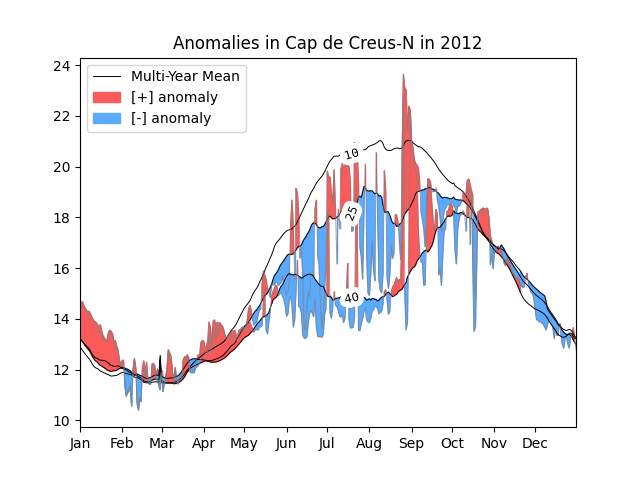 Anomalies in Cap de Creus-N in 2012
Multi-Year Mean
[+] anomaly
[-] anomaly
24
22
20
18
16
14
12
10
10
25
40
Jan Feb Mar Apr May Jun Jul Aug Sep Oct Nov Dec